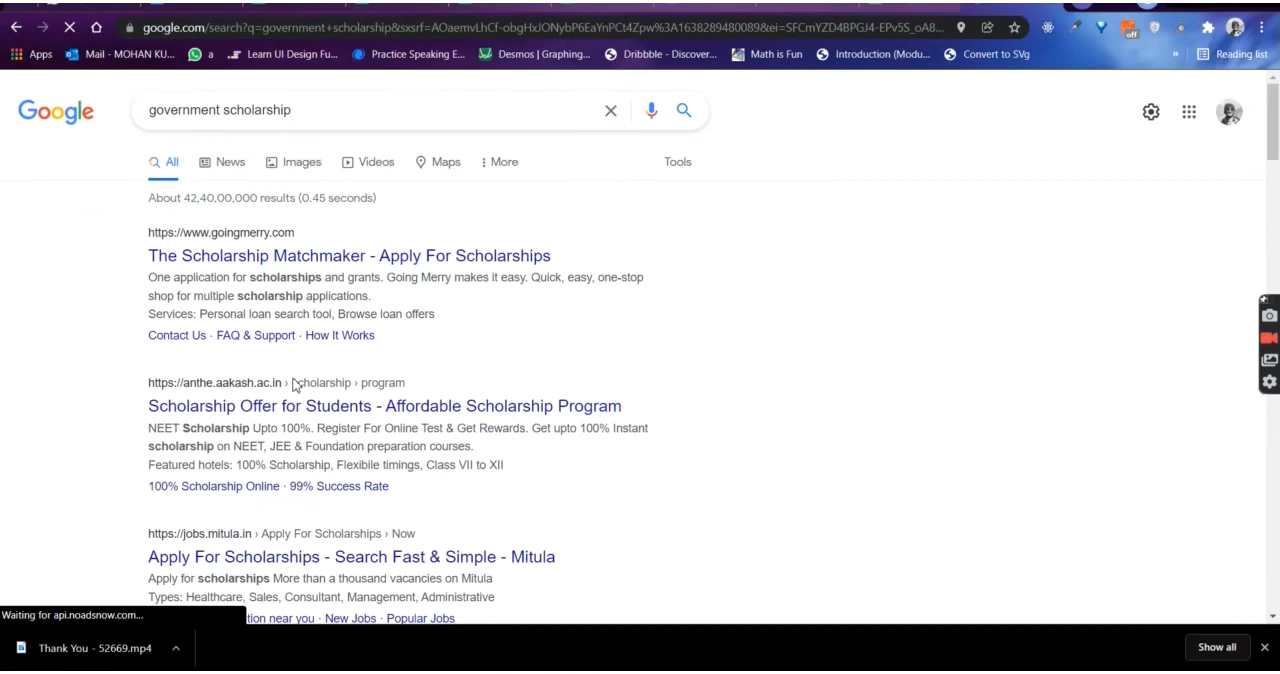 google.com/search?q=government+scholarship&sxsrf=AOaemvLhCf-obgHxJONybP6EaYnPCt4Zpw%3A1638289480089&ei=SFCmYZD4BPGJ4-EPv5S_oA8...
off
Apps Mail - MOHAN KU... a Learn UI Design Fu... Practice Speaking E... Desmos | Graphing... Dribbble - Discover... Math is Fun Introduction (Modu... Convert to SVg » Reading list
Google government scholarship
All News Images Videos Maps More Tools
About 42,40,00,000 results (0.45 seconds)
https://www.goingmerry.com
The Scholarship Matchmaker - Apply For Scholarships
One application for scholarships and grants. Going Merry makes it easy. Quick, easy, one-stop
shop for multiple scholarship applications.
Services: Personal loan search tool, Browse loan offers
Contact Us · FAQ & Support · How It Works
https://anthe.aakash.ac.in › scholarship › program
Scholarship Offer for Students - Affordable Scholarship Program
NEET Scholarship Upto 100%. Register For Online Test & Get Rewards. Get upto 100% Instant
scholarship on NEET, JEE & Foundation preparation courses.
Featured hotels: 100% Scholarship, Flexibile timings, Class VII to XII
100% Scholarship Online · 99% Success Rate
https://jobs.mitula.in › Apply For Scholarships › Now
Apply For Scholarships - Search Fast & Simple - Mitula
Apply for scholarships More than a thousand vacancies on Mitula
Types: Healthcare, Sales, Consultant, Management, Administrative
Waiting for api.noadsnow.com...
near you · New Jobs · Popular Jobs
Thank You - 52669.mp4 Show all